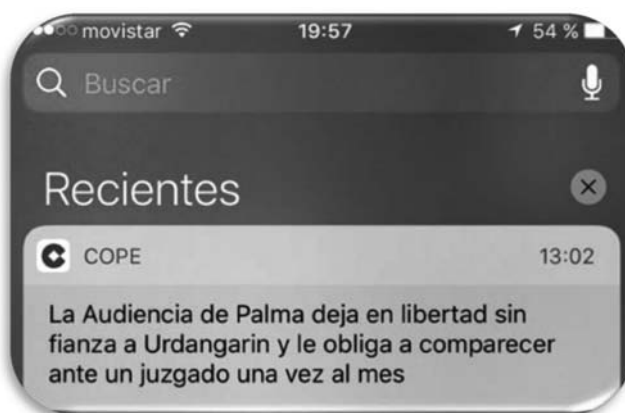 movistar 19:57 54 %
Buscar
Recientes
COPE 13:02
La Audiencia de Palma deja en libertad sin
fianza a Urdangarin y le obliga a comparecer
ante un juzgado una vez al mes